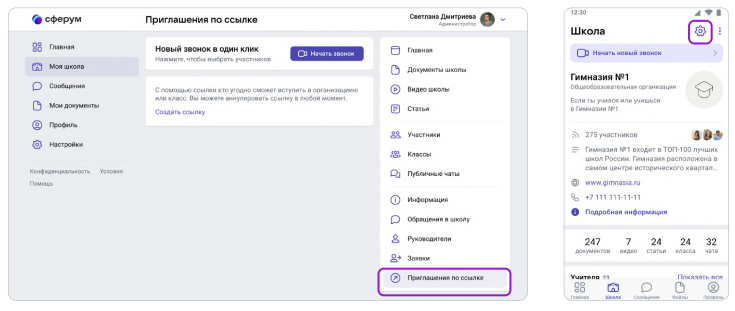 сферум
Приглашения по ссылке
Светлана Дмитриева
Администратор
Главная
Моя школа
Сообщения
Мои документы
Профиль
Настройки
Конфиденциальность Условия
Помощь
Новый звонок в один клик
Нажмите, чтобы выбрать участников
Начать звонок
С помощью ссылки кто угодно сможет вступить в организацию
или класс. Вы можете аннулировать ссылку в любой момент.
Создать ссылку
Главная
Документы школы
Видео школы
Статьи
Участники
Классы
Публичные чаты
Информация
Обращения в школу
Руководители
Заявки
Приглашения по ссылке
12:30
Школа
Начать новый звонок
Гимназия №1
Общеобразовательная организация
Если ты учился или учишься
в Гимназии №1
275 участников
Гимназия №1 входит в ТОП-100 лучших
школ России. Гимназия расположена в
самом центре исторического квартал...
www.gimnasia.ru
+7 111 111-11-11
Подробная информация
247 7 24 24 32
документов видео статьи класса чата
Учителя 23 Показать все
Главная Школа Сообщения Файлы Профиль